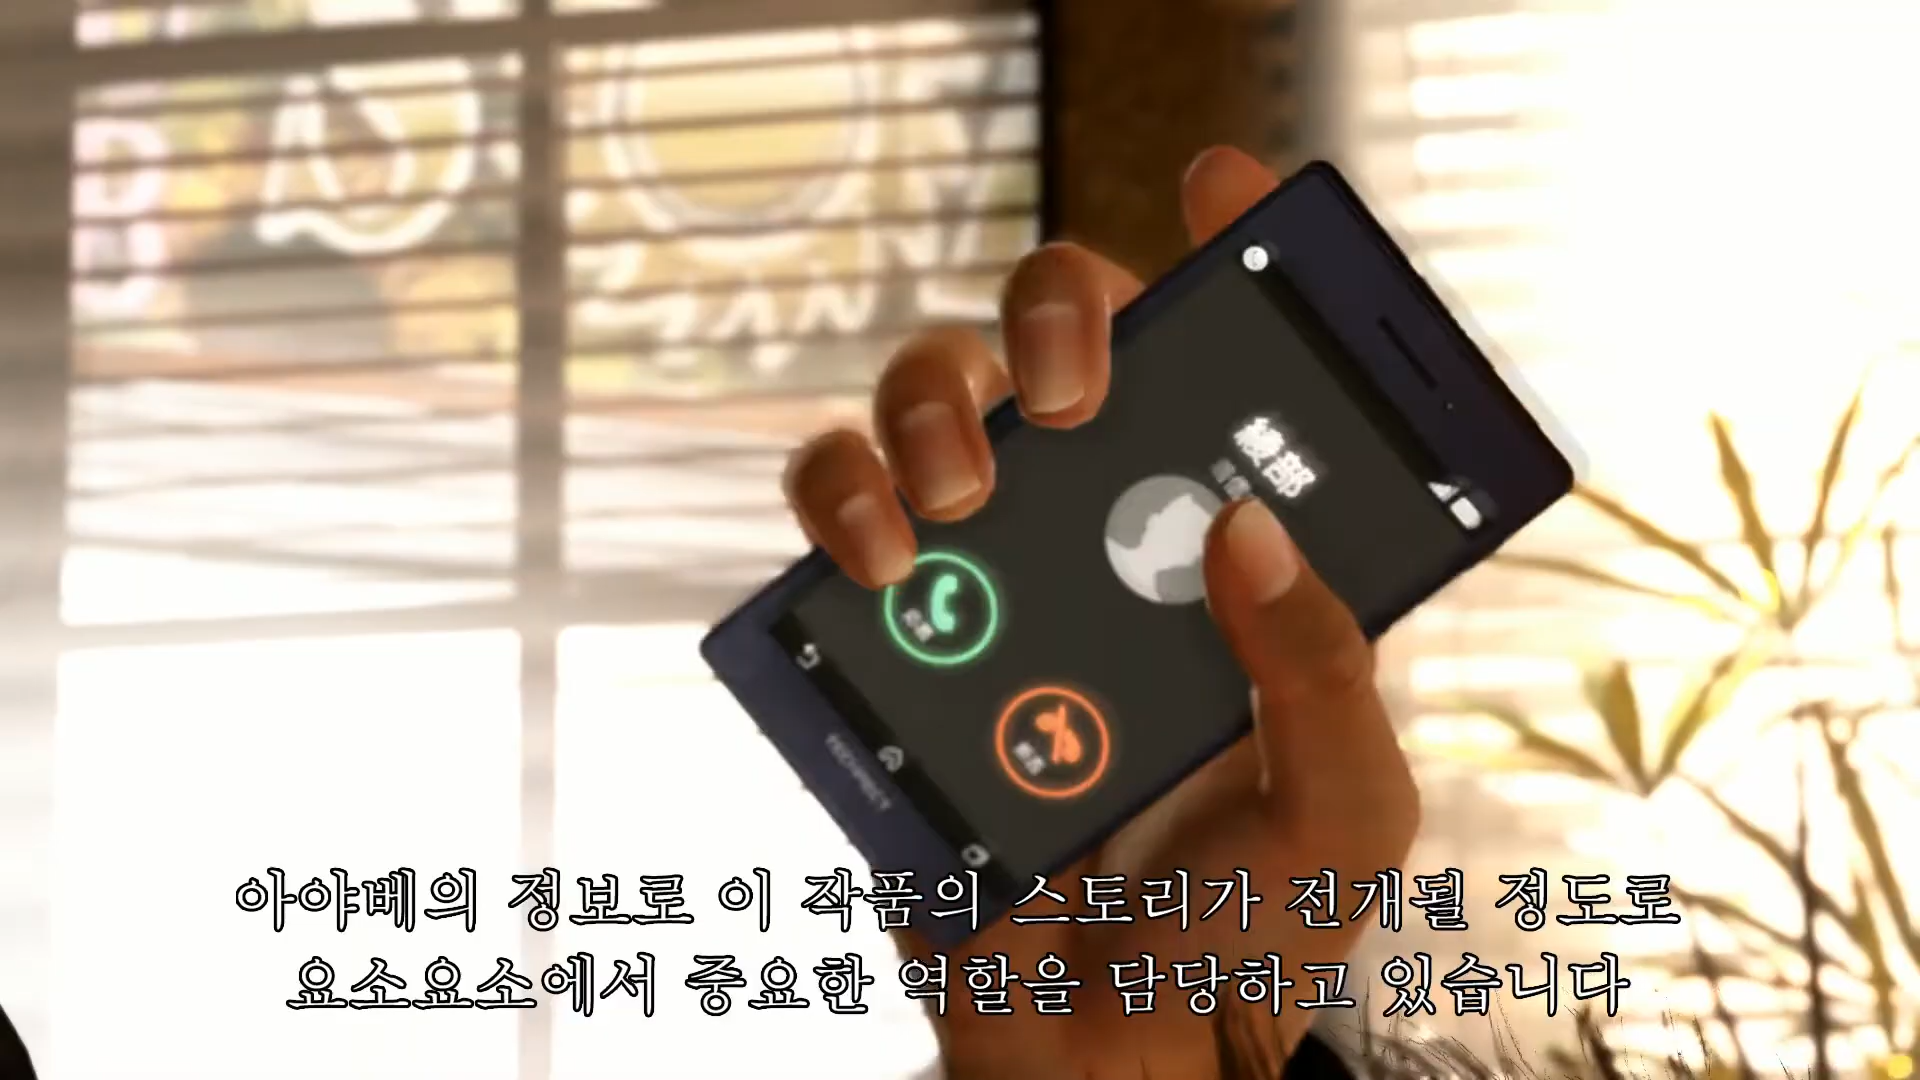 綾部
아야베의 정보로 이 작품의 스토리가 전개될 정도로
요소요소에서 중요한 역할을 담당하고 있습니다